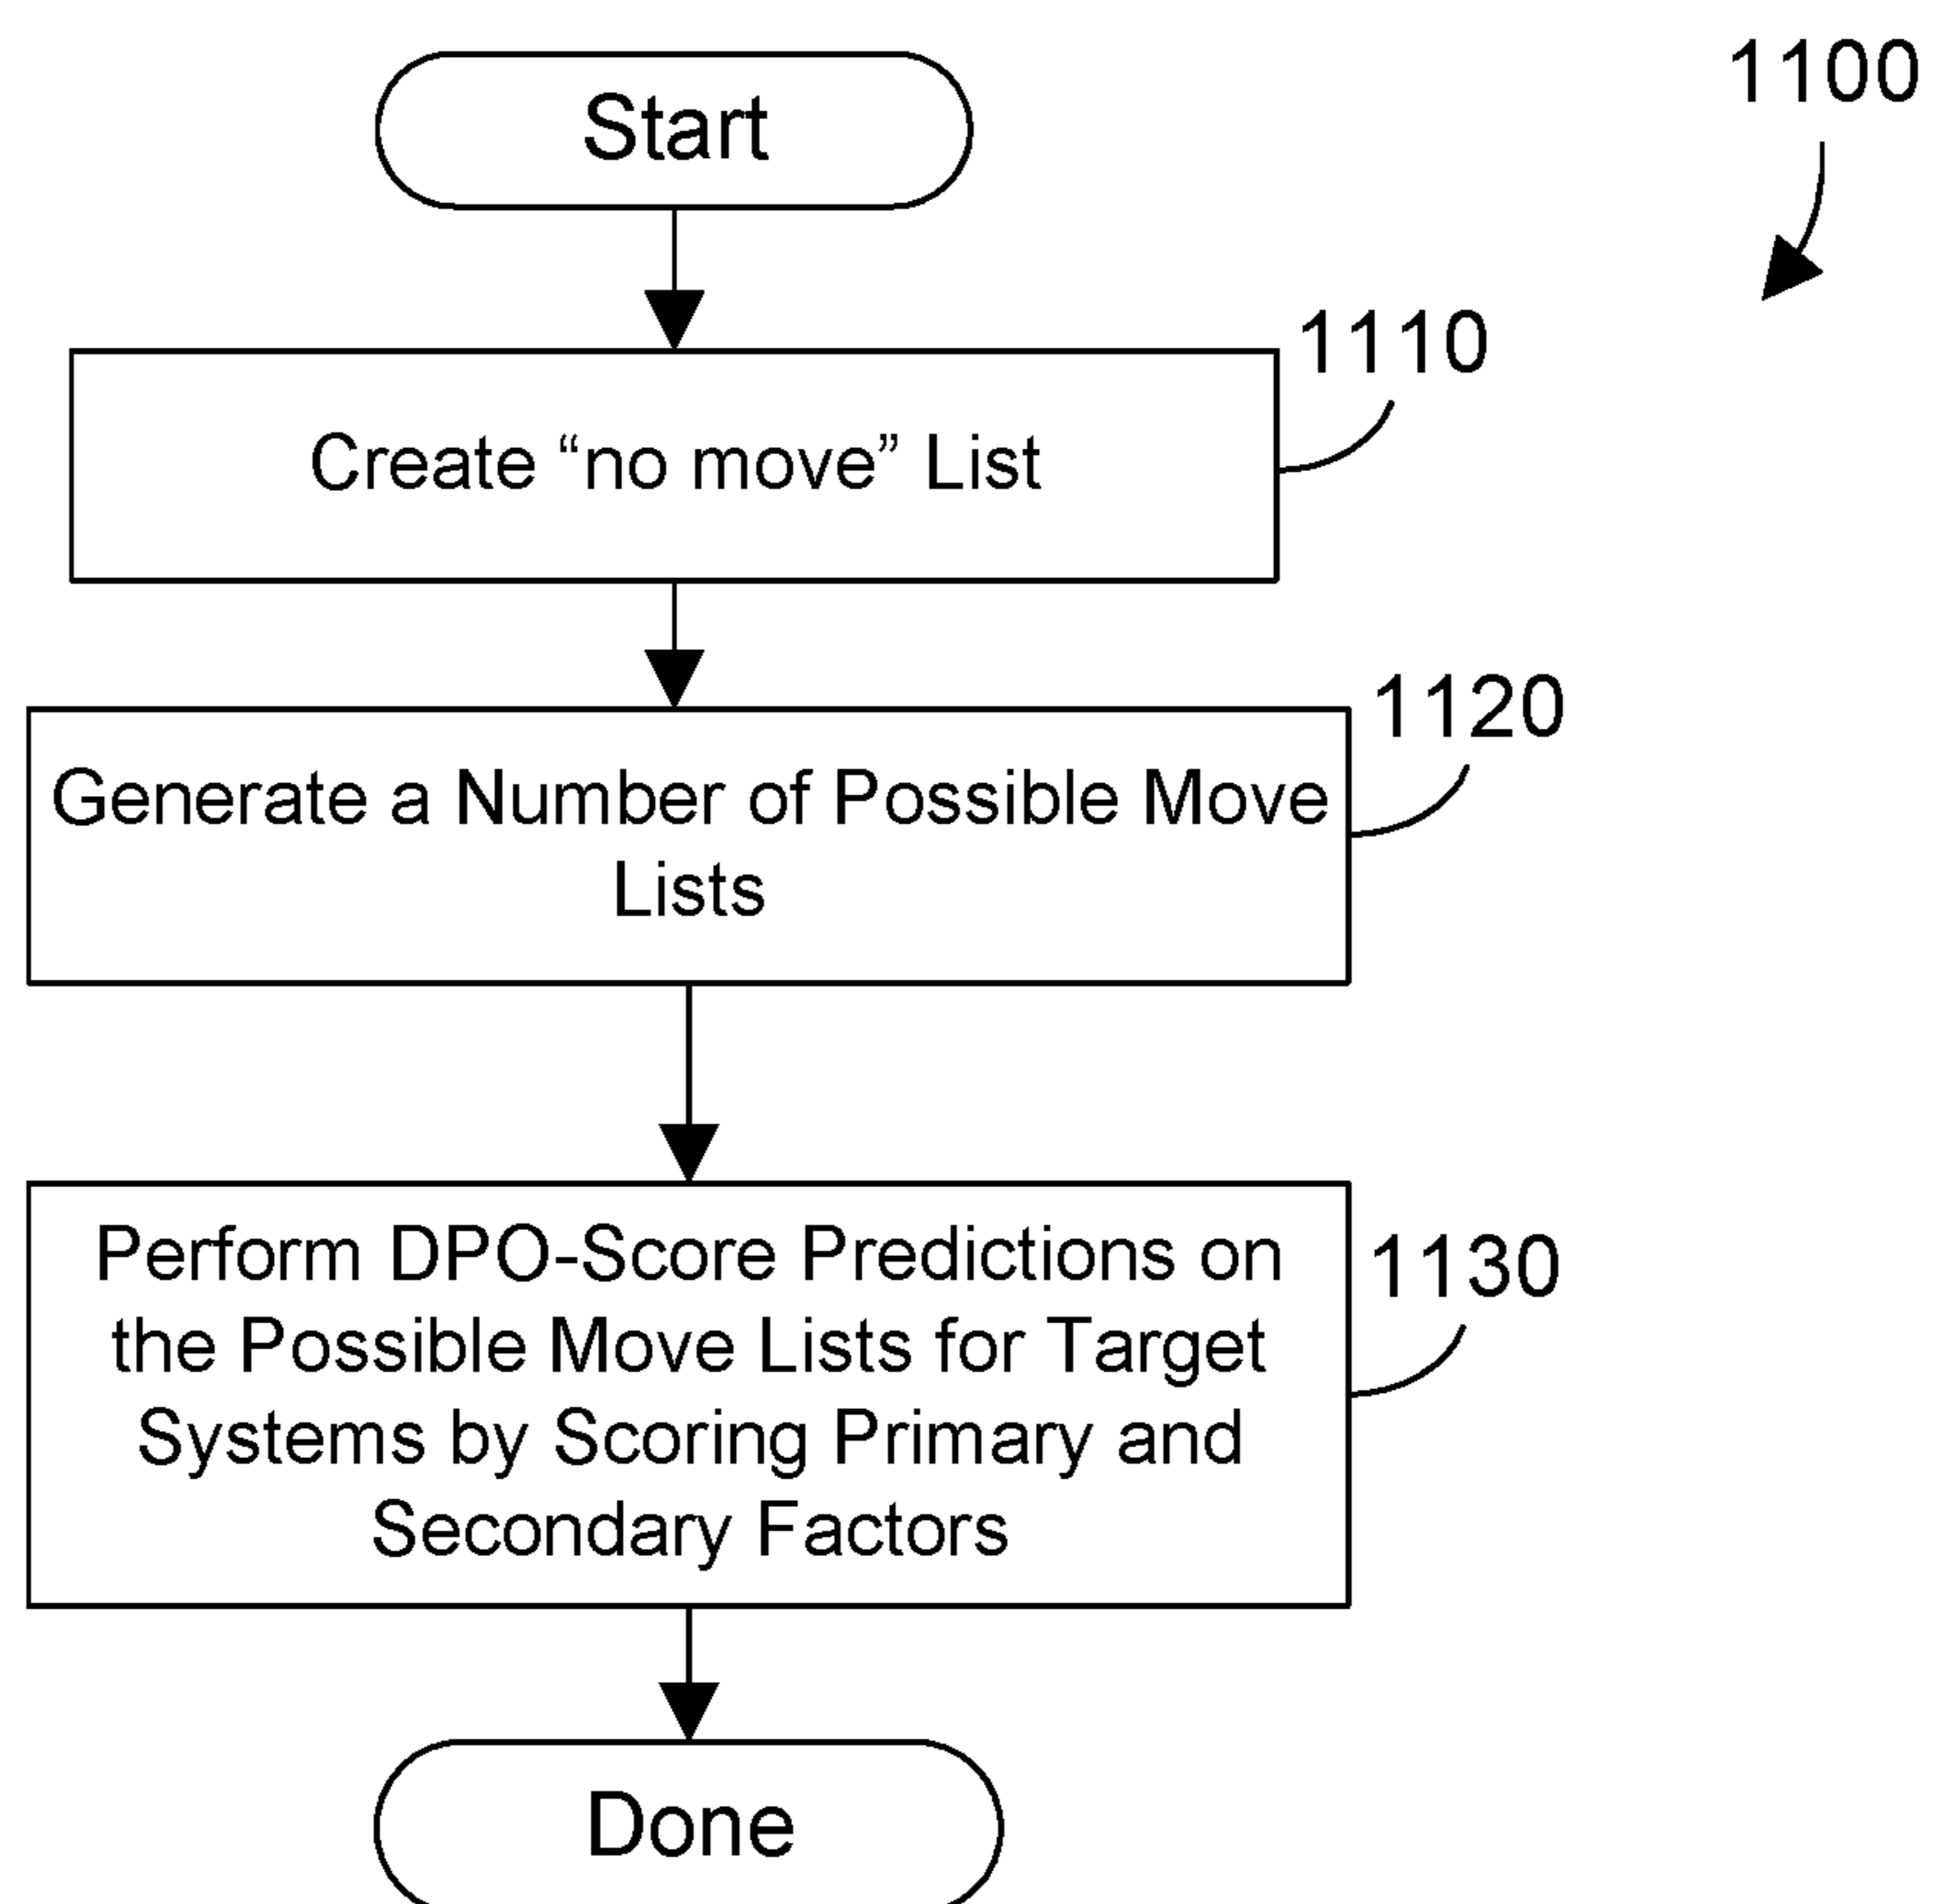 Start
1100
Create “no move” List
1110
Generate a Number of Possible Move
Lists
1120
Perform DPO-Score Predictions on
the Possible Move Lists for Target
Systems by Scoring Primary and
Secondary Factors
1130
Done